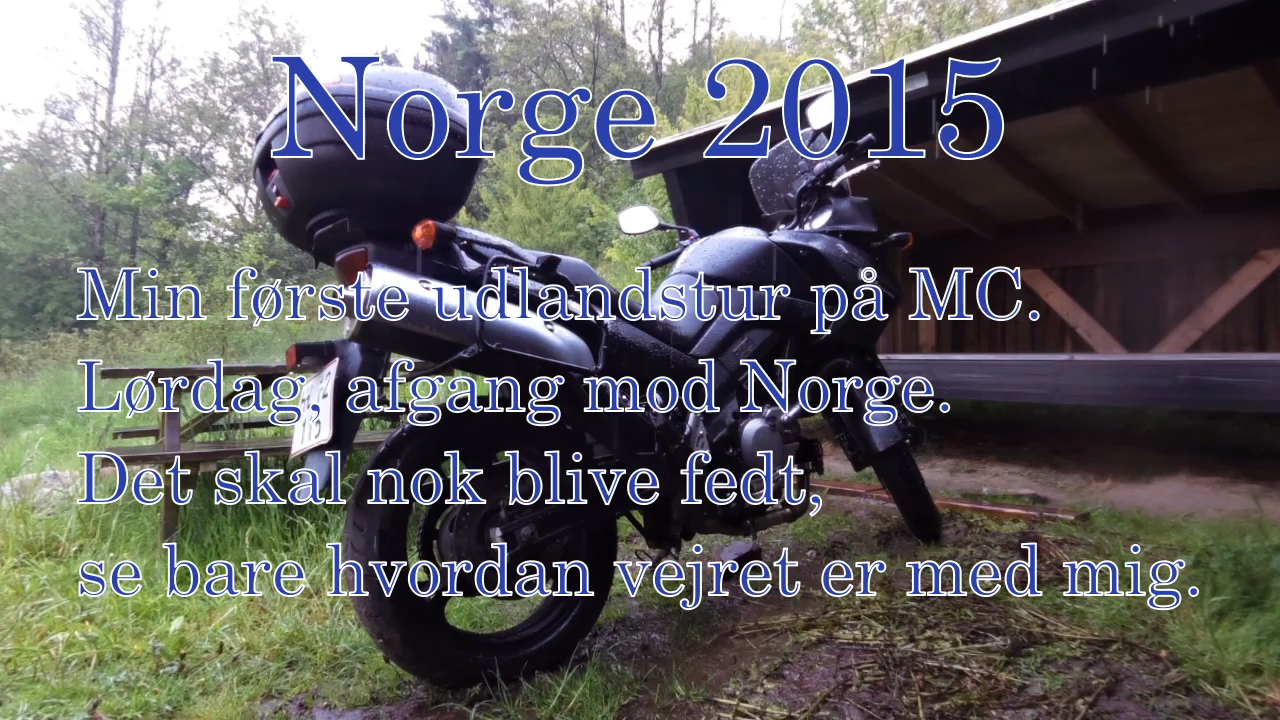 Norge 2015
Min første udlandstur på MC.
Lørdag, afgang mod Norge.
Det skal nok blive fedt,
se bare hvordan vejret er med mig.